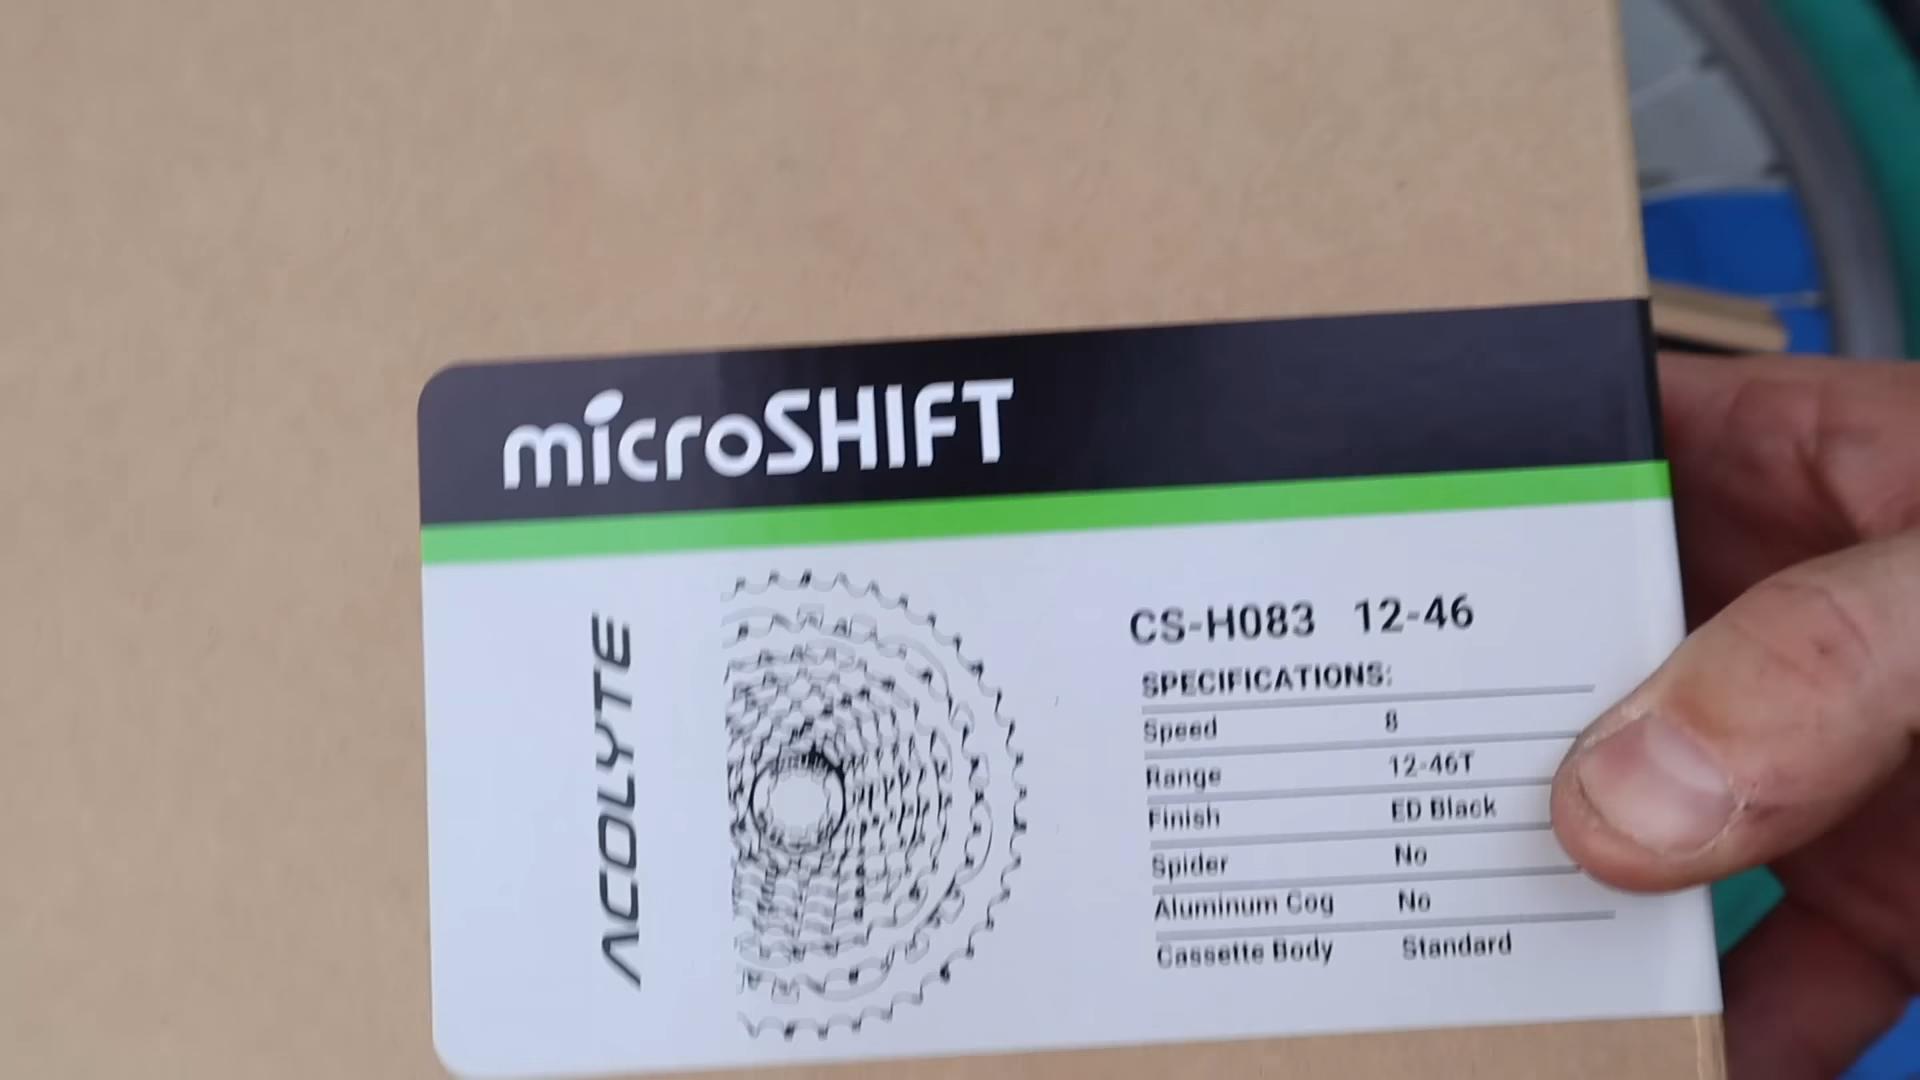 microSHIFT
ACOLYTE
CS-H083 12-46
SPECIFICATIONS:
Speed 8
Range 12-46T
Finish ED Black
Spider No
Aluminum Cog No
Cassette Body Standard